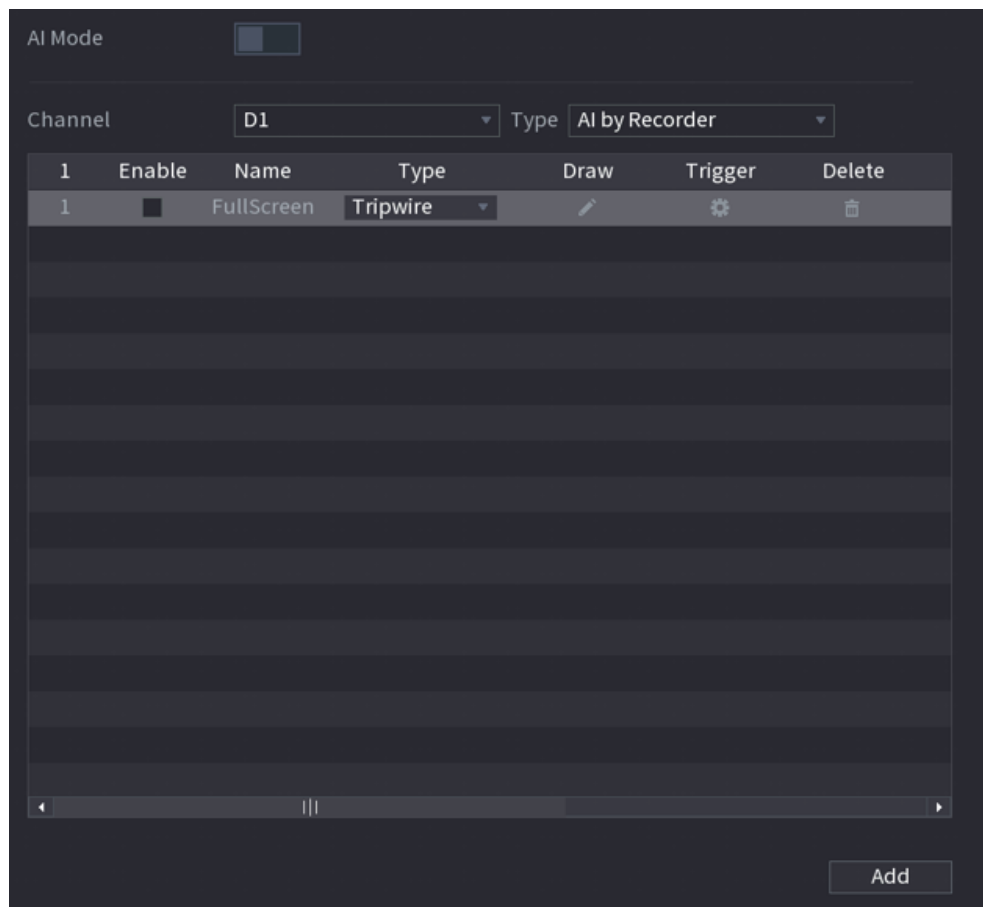 AI Mode
Channel D1 Type AI by Recorder
1 Enable Name Type Draw Trigger Delete
1 FullScreen Tripwire
Add